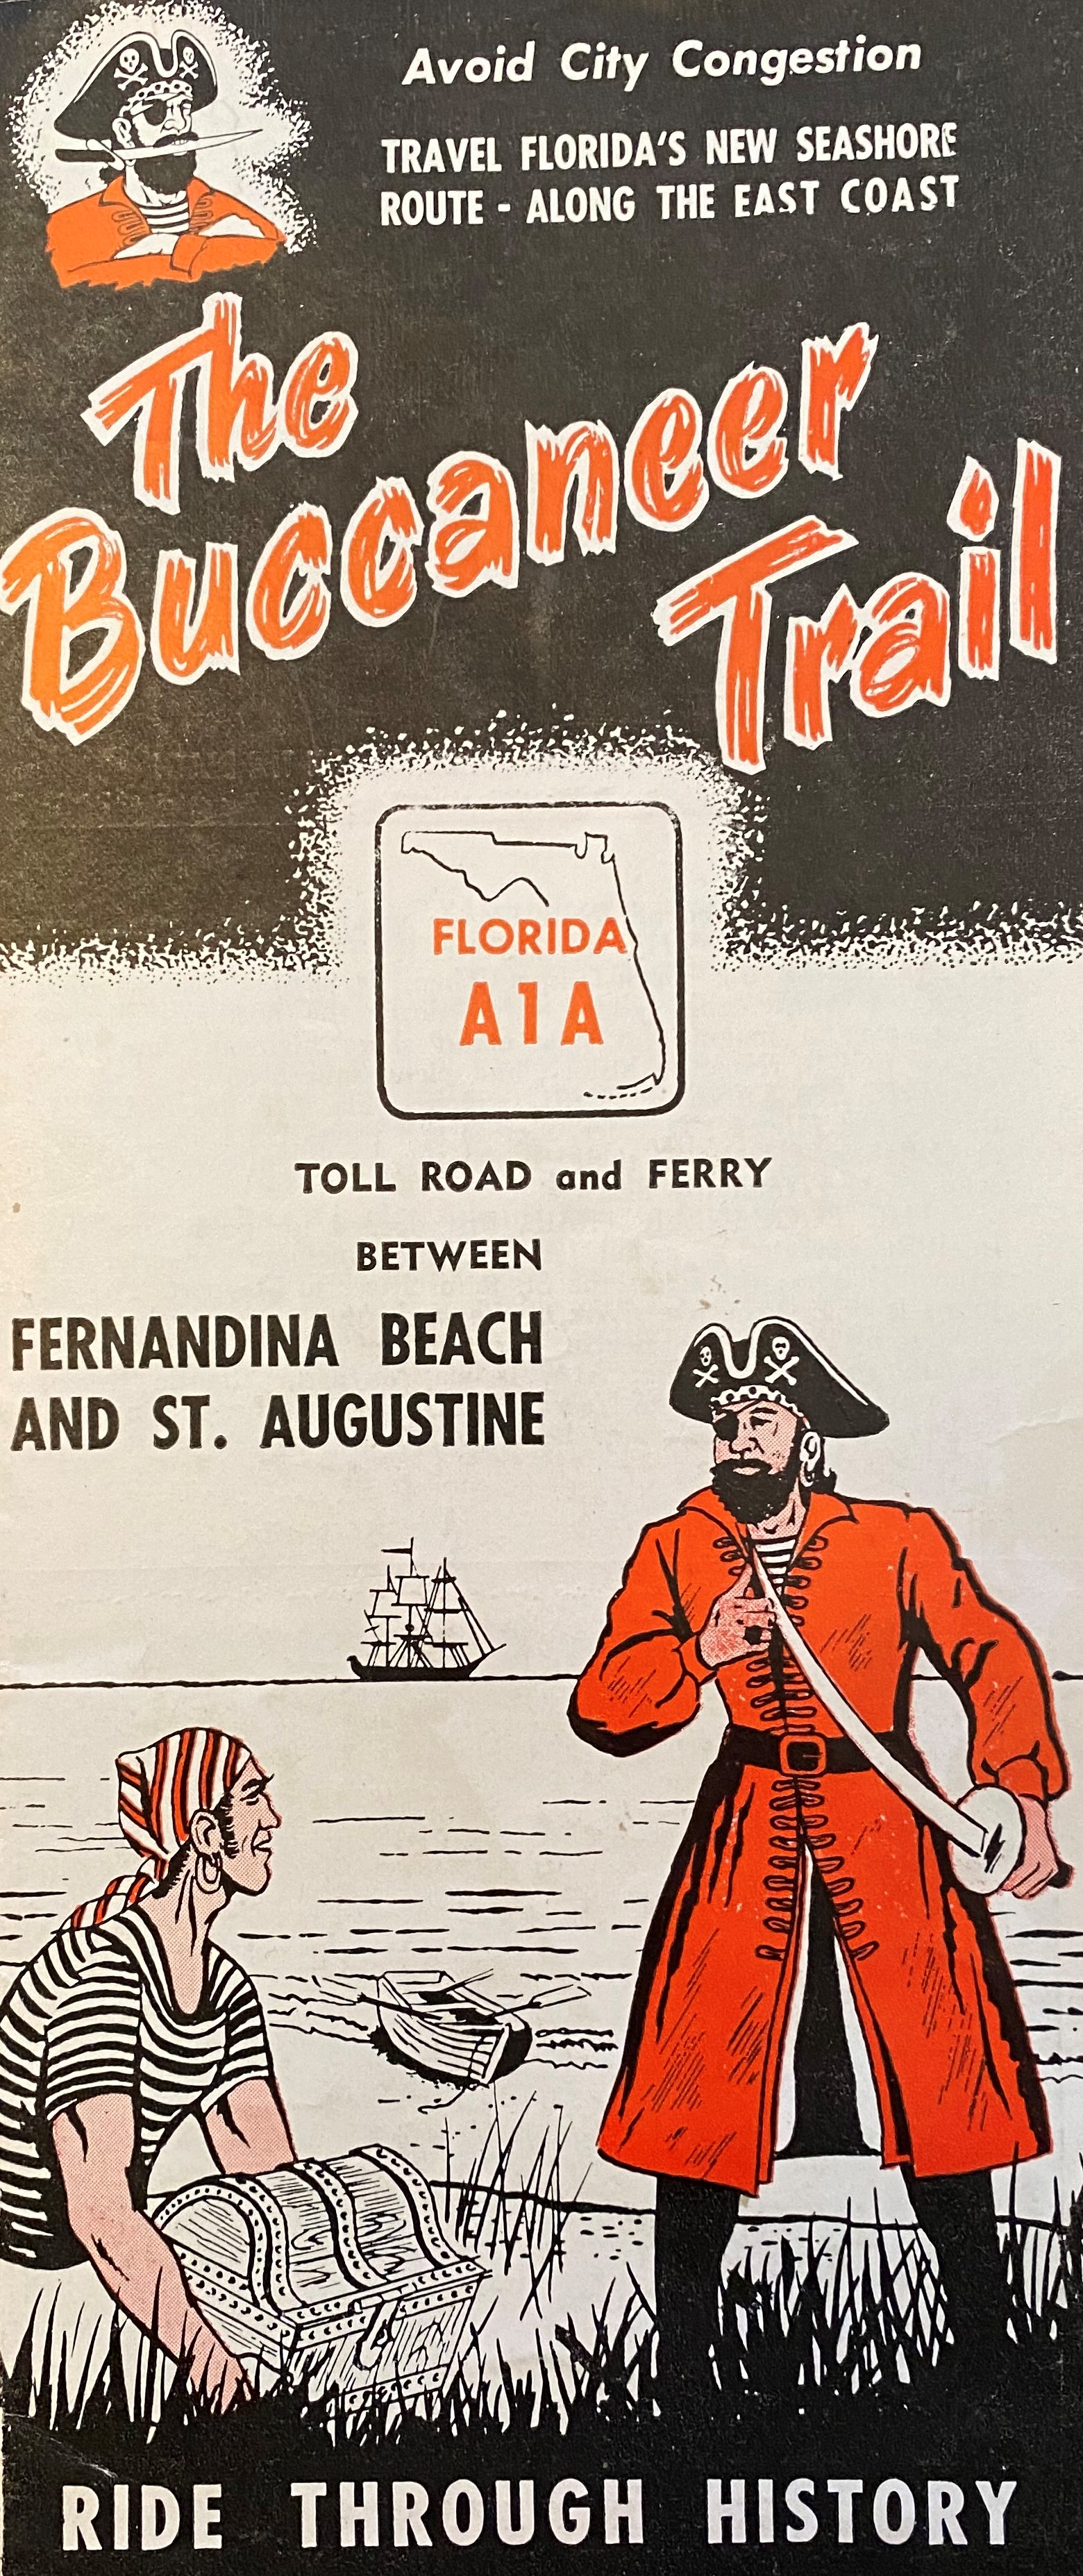 Avoid City Congestion
TRAVEL FLORIDA'S NEW SEASHORE
ROUTE - ALONG THE EAST COAST
The
Buccaneer
Trail
FLORIDA
A1A
TOLL ROAD and FERRY
BETWEEN
FERNANDINA BEACH
AND ST. AUGUSTINE
RIDE THROUGH HISTORY